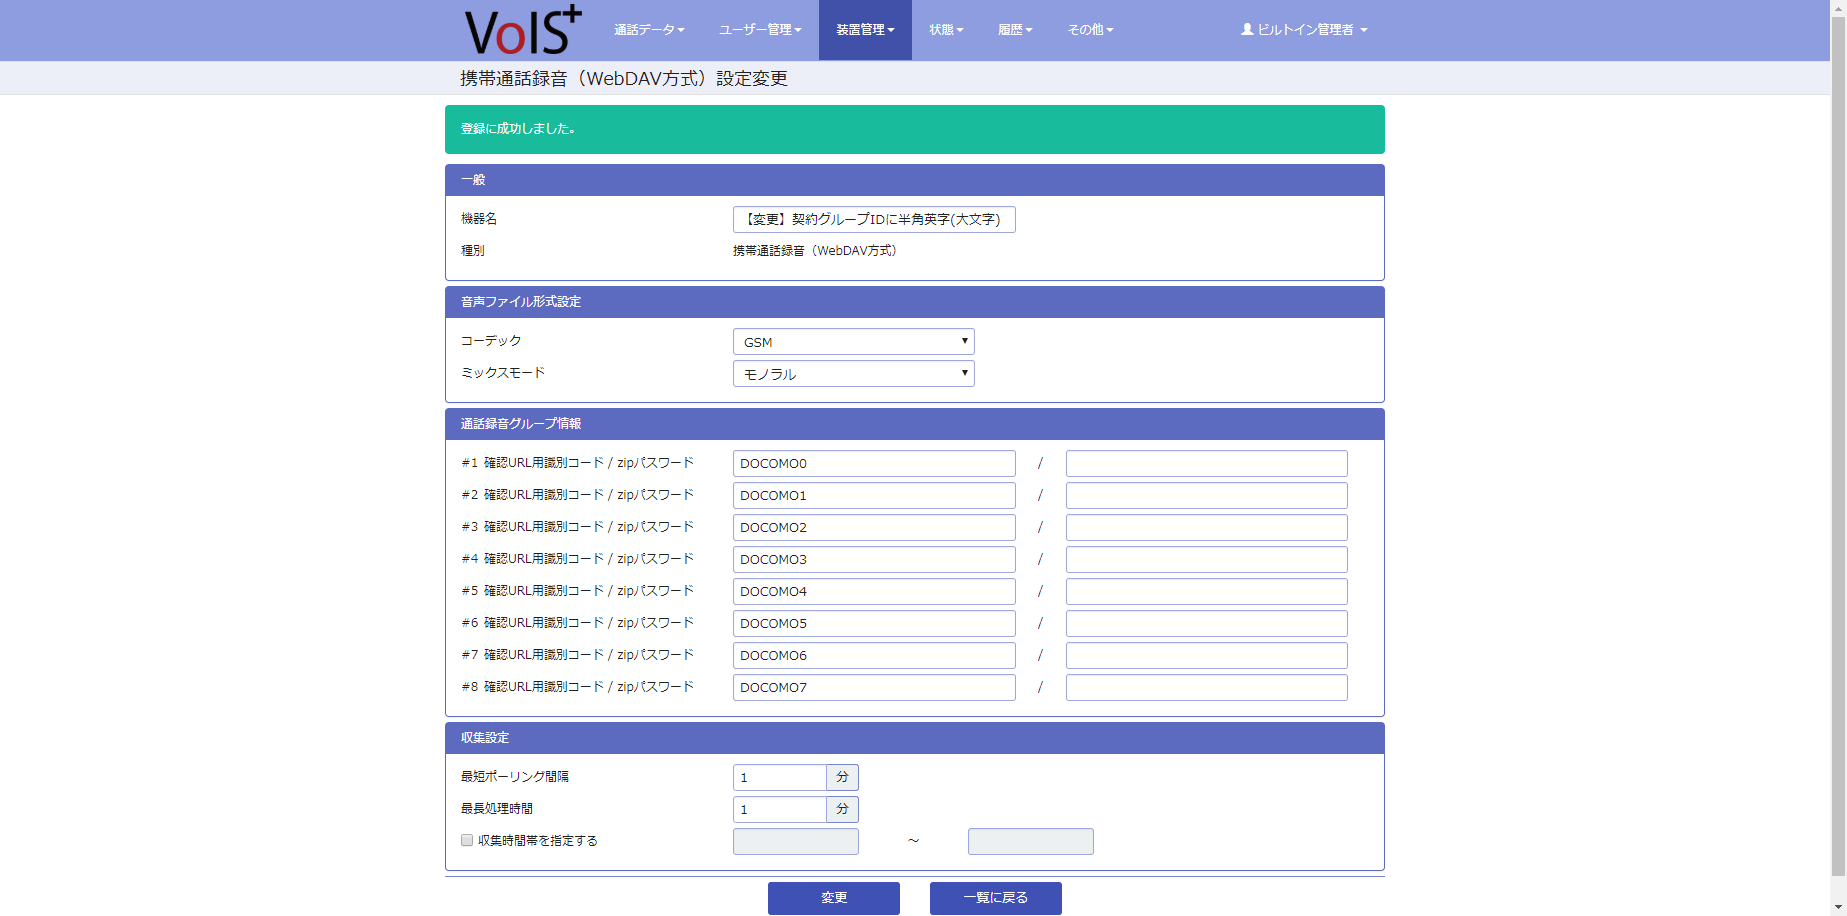 VoIS+ 通話データ ユーザー管理 装置管理 状態 履歴 その他 ビルトイン管理者
携帯通話録音（WebDAV方式）設定変更
登録に成功しました。
一般
機器名 【変更】契約グループIDに半角英字(大文字)
種別 携帯通話録音（WebDAV方式）
音声ファイル形式設定
コーデック GSM
ミックスモード モノラル
通話録音グループ情報
#1 確認URL用識別コード / zipパスワード DOCOMO0 /
#2 確認URL用識別コード / zipパスワード DOCOMO1 /
#3 確認URL用識別コード / zipパスワード DOCOMO2 /
#4 確認URL用識別コード / zipパスワード DOCOMO3 /
#5 確認URL用識別コード / zipパスワード DOCOMO4 /
#6 確認URL用識別コード / zipパスワード DOCOMO5 /
#7 確認URL用識別コード / zipパスワード DOCOMO6 /
#8 確認URL用識別コード / zipパスワード DOCOMO7 /
収集設定
最短ポーリング間隔 1 分
最長処理時間 1 分
収集時間帯を指定する ～
変更 一覧に戻る